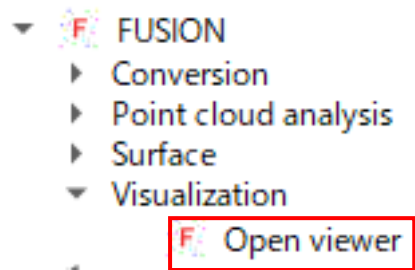 F FUSION
Conversion
Point cloud analysis
Surface
Visualization
F Open viewer